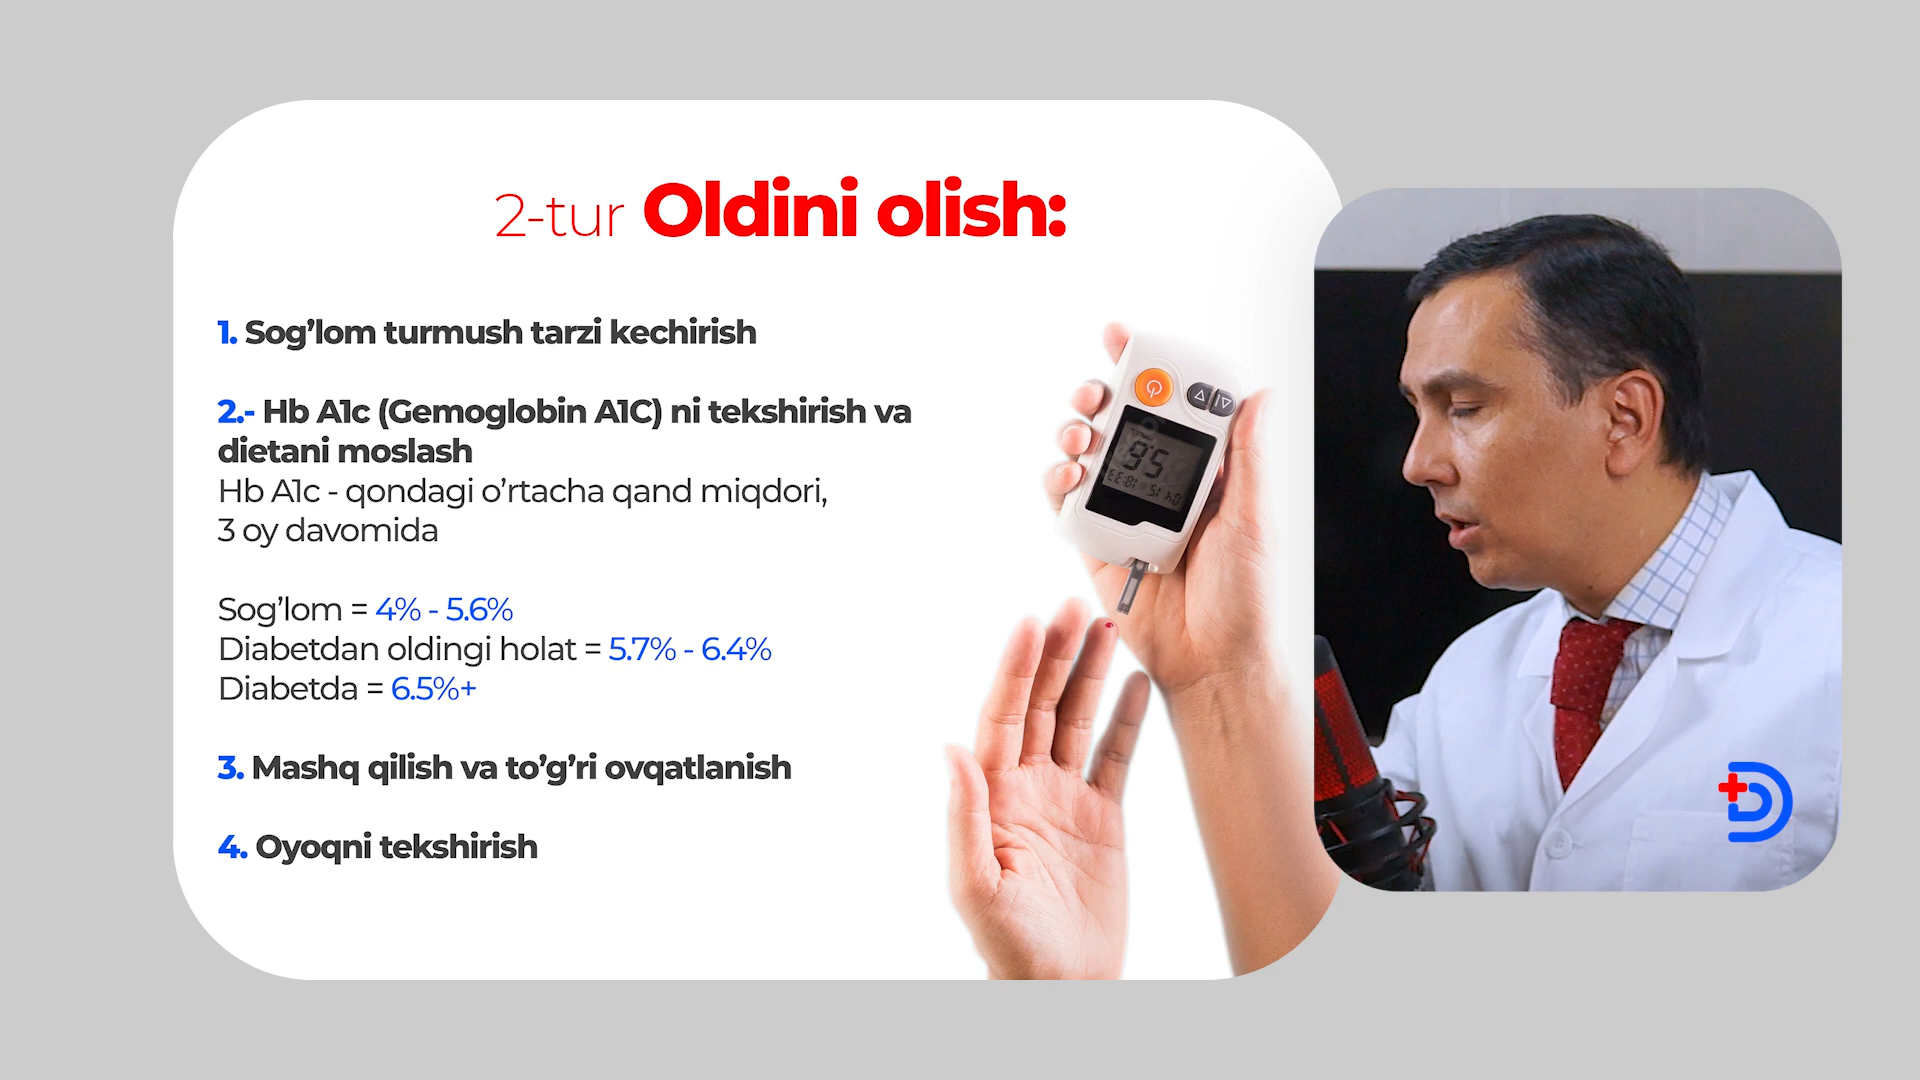 2-tur Oldini olish:
1. Sog’lom turmush tarzi kechirish
2.- Hb A1c (Gemoglobin A1C) ni tekshirish va
dietani moslash
Hb A1c - qondagi o’rtacha qand miqdori,
3 oy davomida
Sog’lom = 4% - 5.6%
Diabetdan oldingi holat = 5.7% - 6.4%
Diabetda = 6.5%+
3. Mashq qilish va to’g’ri ovqatlanish
4. Oyoqni tekshirish